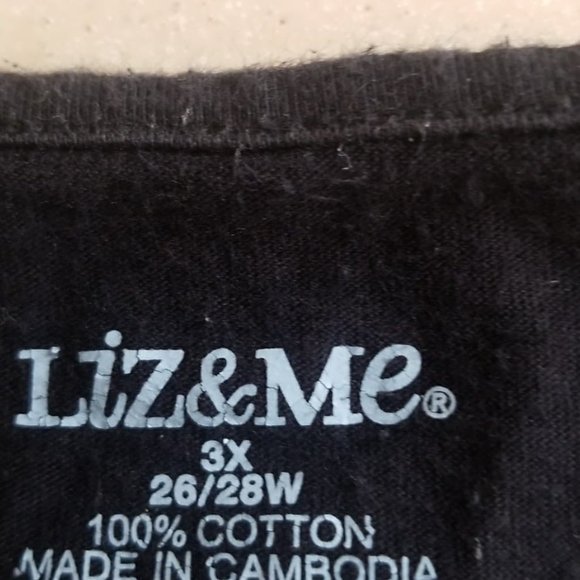 Liz&Me®
3X
26/28W
100% COTTON
MADE IN CAMBODIA